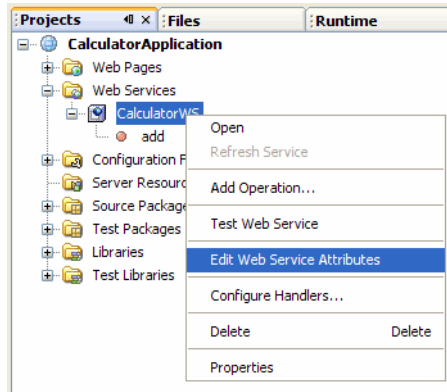 Projects
Files
Runtime
CalculatorApplication
Web Pages
Web Services
CalculatorWS
add
Configuration F
Server Resourc
Source Package
Test Packages
Libraries
Test Libraries
Open
Refresh Service
Add Operation...
Test Web Service
Edit Web Service Attributes
Configure Handlers...
Delete Delete
Properties